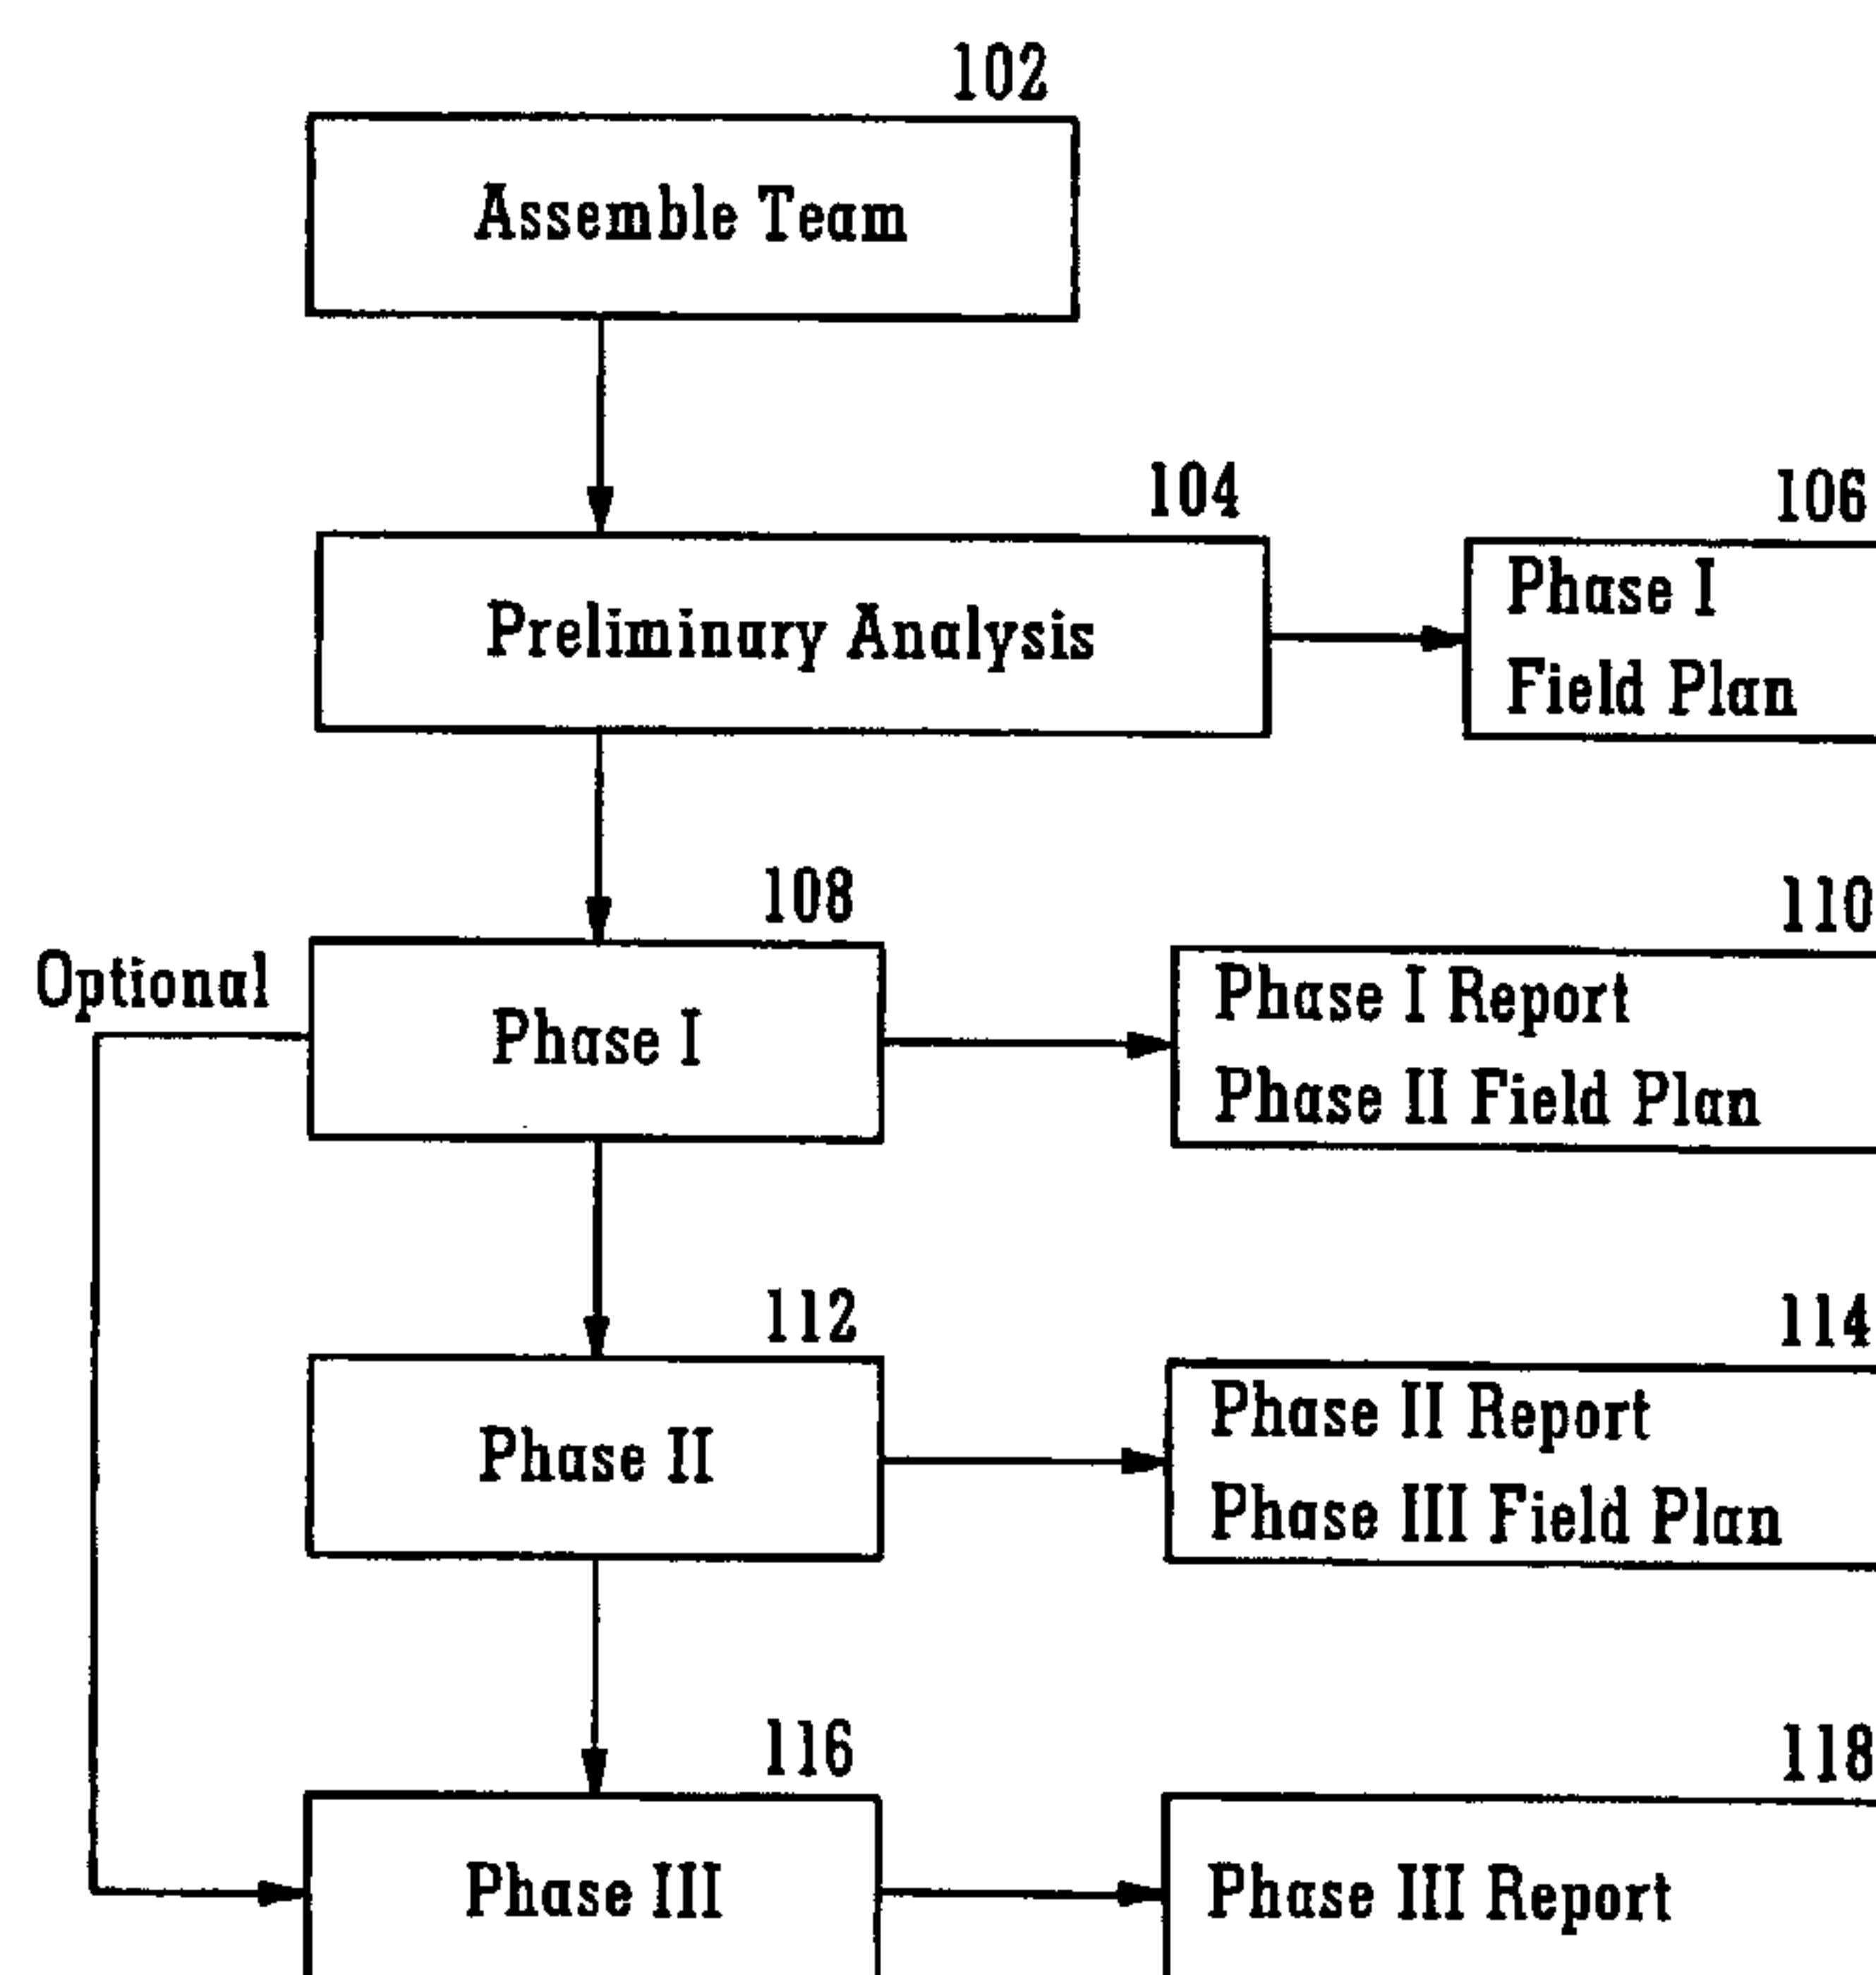 102
Assemble Team
104
Preliminary Analysis
106
Phase I
Field Plan
Optional
108
Phase I
110
Phase I Report
Phase II Field Plan
112
Phase II
114
Phase II Report
Phase III Field Plan
116
Phase III
118
Phase III Report